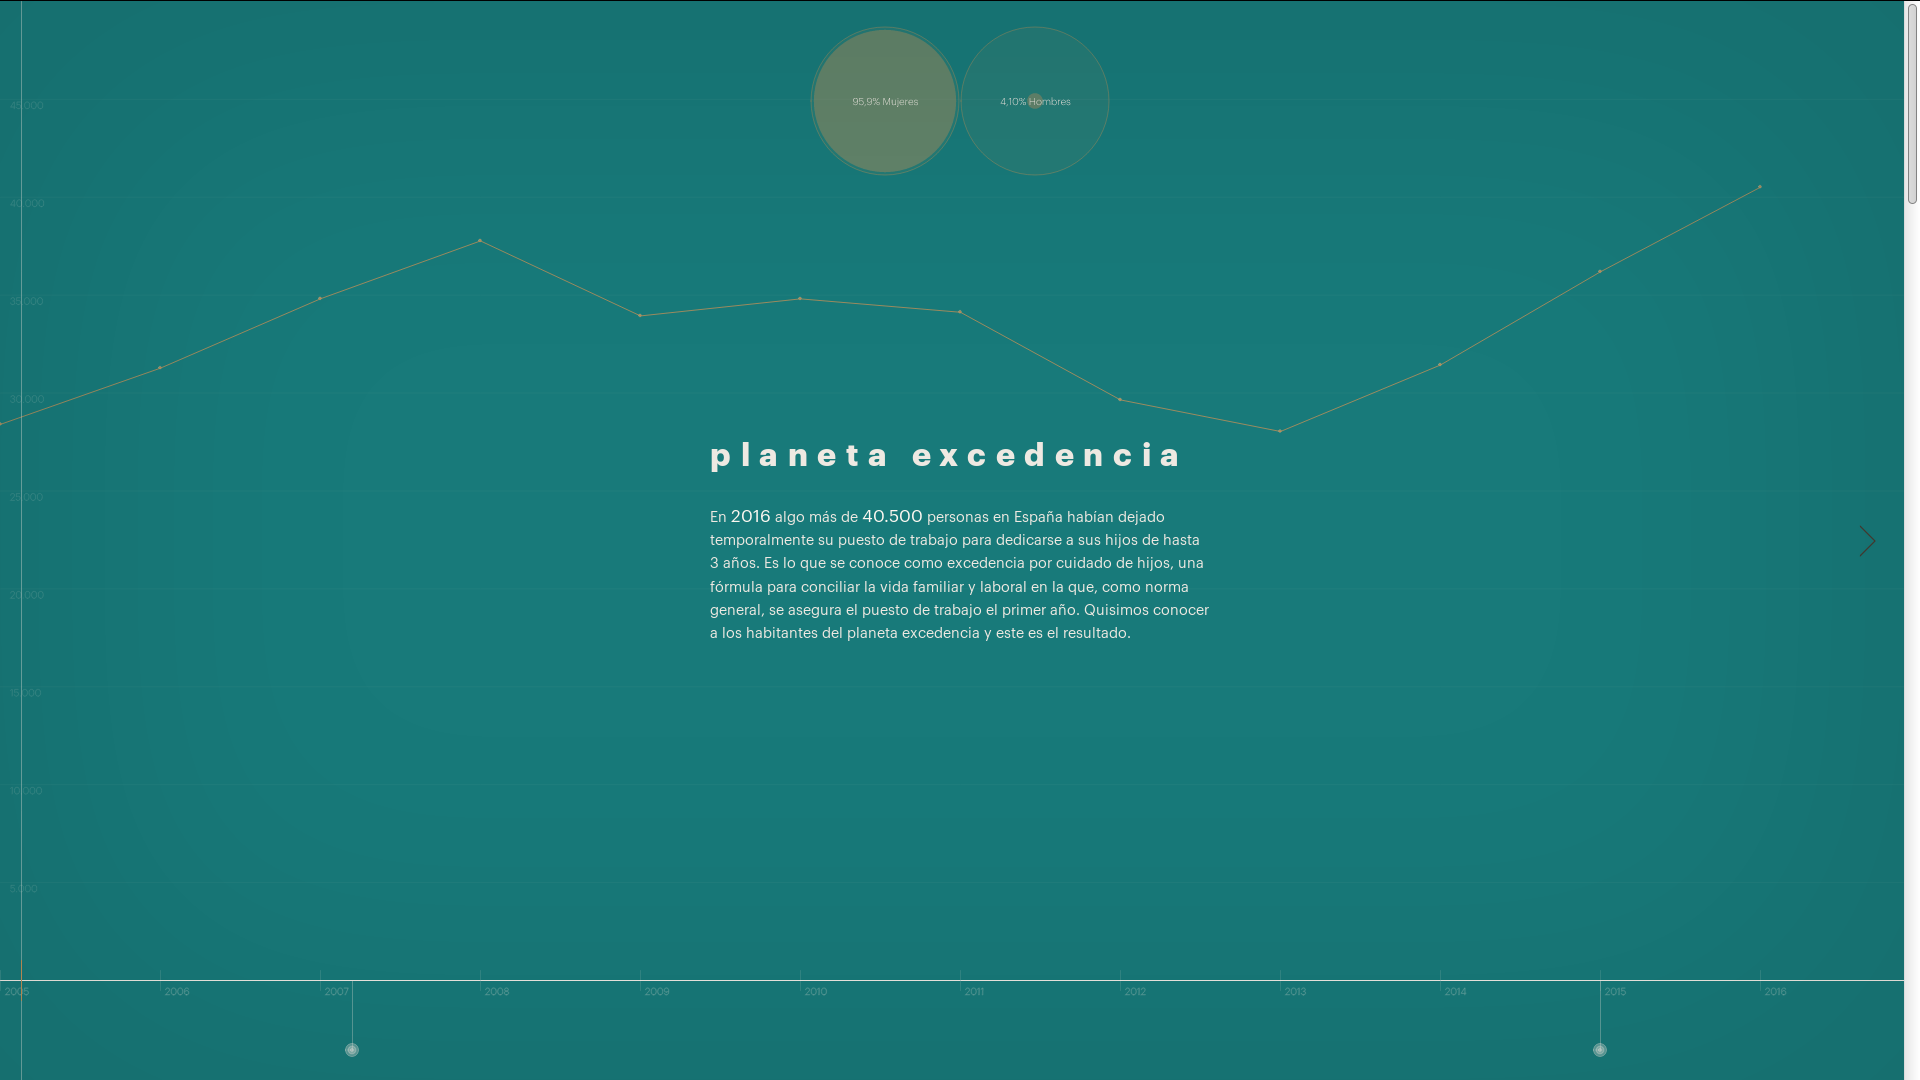 95,9% Mujeres
4,10% Hombres
45.000
40.000
35.000
30.000
25.000
20.000
15.000
10.000
5.000
planeta excedencia
En 2016 algo más de 40.500 personas en España habían dejado
temporalmente su puesto de trabajo para dedicarse a sus hijos de hasta
3 años. Es lo que se conoce como excedencia por cuidado de hijos, una
fórmula para conciliar la vida familiar y laboral en la que, como norma
general, se asegura el puesto de trabajo el primer año. Quisimos conocer
a los habitantes del planeta excedencia y este es el resultado.
2005 2006 2007 2008 2009 2010 2011 2012 2013 2014 2015 2016